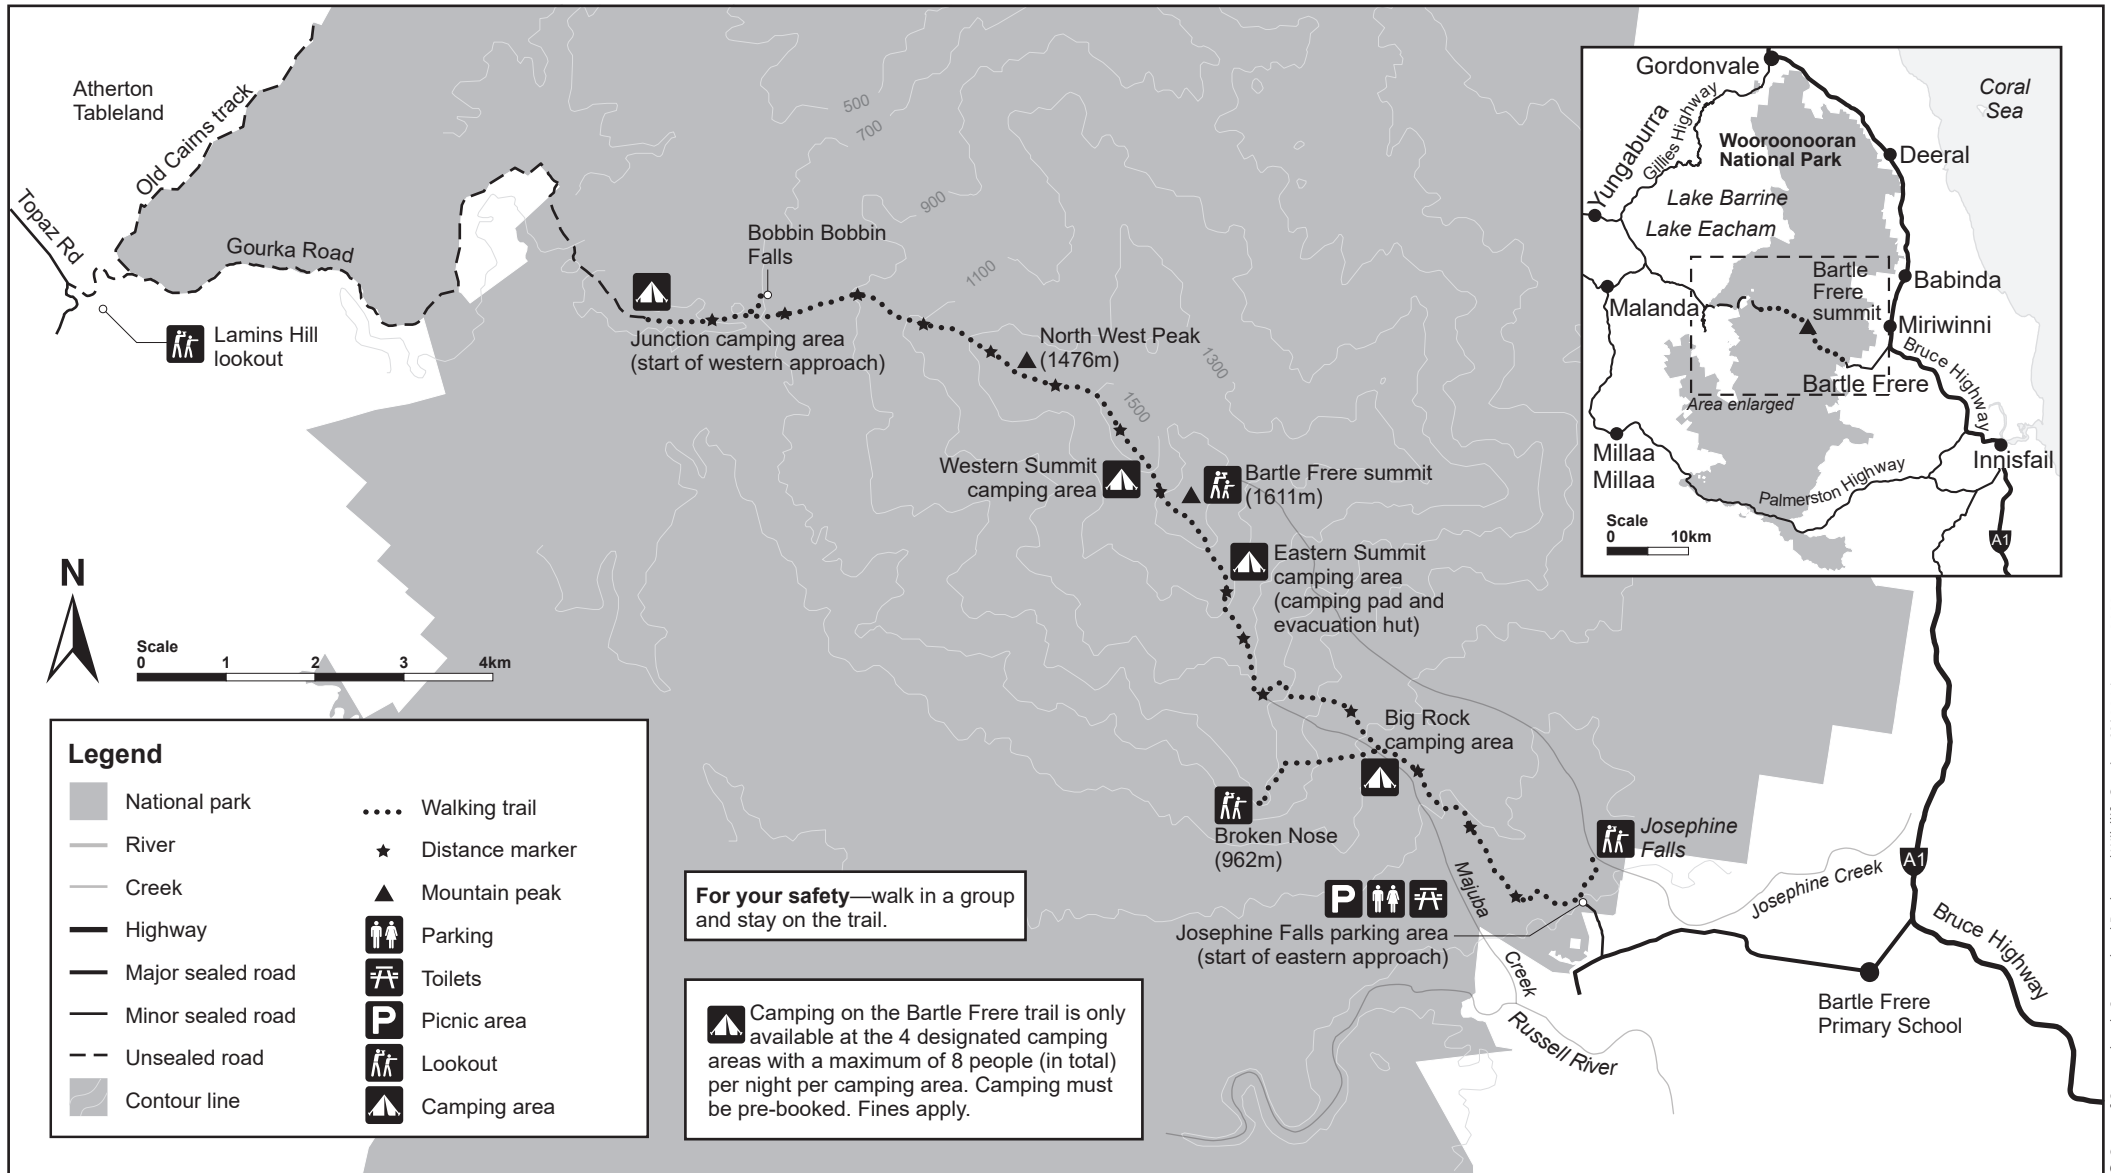 Atherton
Tableland
Old Cairns track
Topaz Rd
Gourka Road
Lamins Hill
lookout
Bobbin Bobbin
Falls
Junction camping area
(start of western approach)
500
700
900
1100
1300
1500
North West Peak
(1476m)
Western Summit
camping area
Bartle Frere summit
(1611m)
Eastern Summit
camping area
(camping pad and
evacuation hut)
Big Rock
camping area
Broken Nose
(962m)
Josephine
Falls
P
Josephine Falls parking area
(start of eastern approach)
Majuba
Creek
Russell River
Josephine Creek
A1
Bruce Highway
Bartle Frere
Primary School
Gordonvale
Coral
Sea
Gillies Highway
Yungaburra
Wooroonooran
National Park
Deeral
Lake Barrine
Lake Eacham
Bartle
Frere
summit
Babinda
Malanda
Miriwinni
Bruce Highway
Bartle Frere
Area enlarged
Millaa
Millaa
Innisfail
Palmerston Highway
Scale
0 10km
A1
N
Scale
0 1 2 3 4km
Legend
National park
River
Creek
Highway
Major sealed road
Minor sealed road
Unsealed road
Contour line
Walking trail
Distance marker
Mountain peak
Parking
Toilets
P Picnic area
Lookout
Camping area
For your safety—walk in a group
and stay on the trail.
Camping on the Bartle Frere trail is only
available at the 4 designated camping
areas with a maximum of 8 people (in total)
per night per camping area. Camping must
be pre-booked. Fines apply.